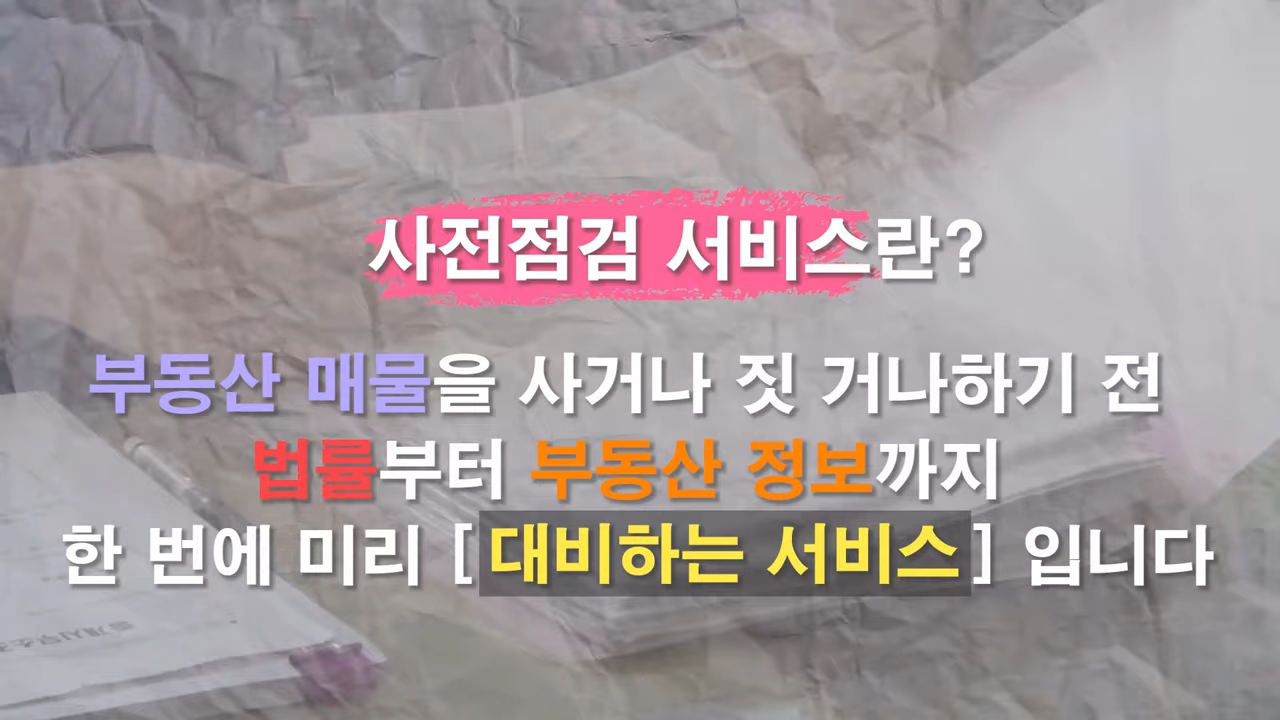 사전점검 서비스란?
부동산 매물을 사거나 짓 거나하기 전
법률부터 부동산 정보까지
한 번에 미리 [대비하는 서비스] 입니다